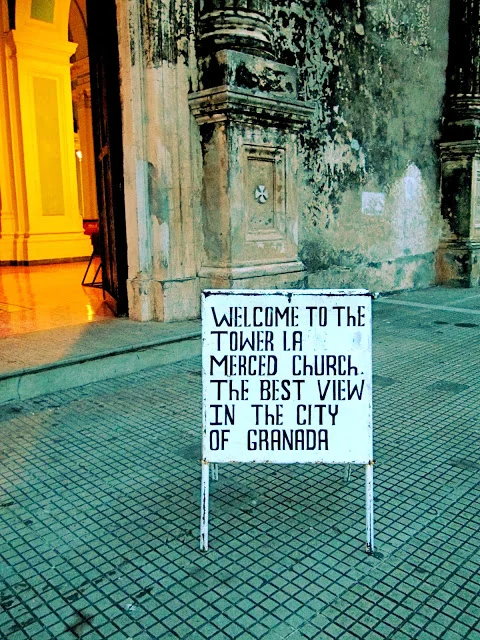 WELCOME TO THE
TOWER LA
MERCED CHURCH.
THE BEST VIEW
IN THE CITY
OF GRANADA